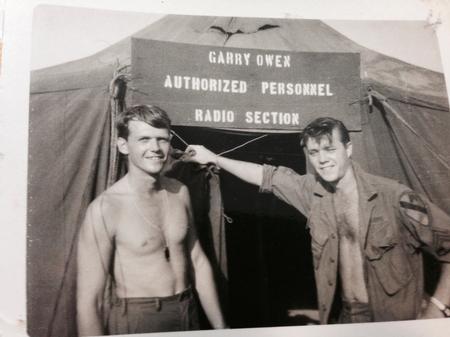 GARRY OWEN
AUTHORIZED PERSONNEL
RADIO SECTION